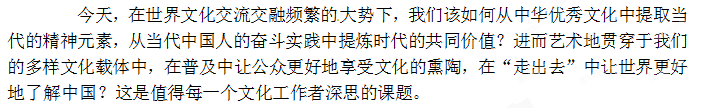 今天，在世界文化交流交融频繁的大势下，我们该如何从中华优秀文化中提取当
代的精神元素，从当代中国人的奋斗实践中提炼时代的共同价值？进而艺术地贯穿于我们
的多样文化载体中，在普及中让公众更好地享受文化的熏陶，在“走出去”中让世界更好
地了解中国？这是值得每一个文化工作者深思的课题。